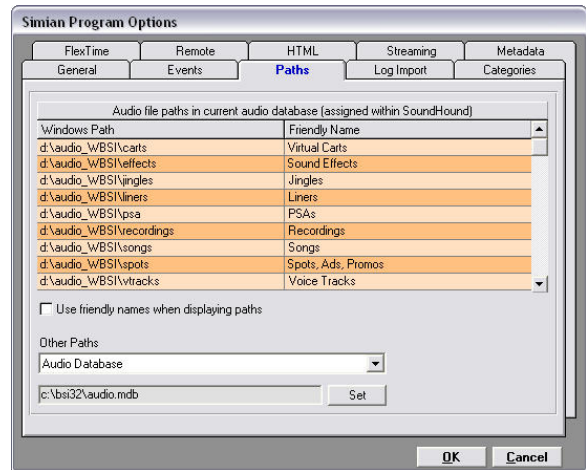 Simian Program Options
FlexTime Remote HTML Streaming Metadata
General Events Paths Log Import Categories
Audio file paths in current audio database (assigned within SoundHound)
Windows Path Friendly Name
d:\audio_WBSI\carts Virtual Carts
d:\audio_WBSI\effects Sound Effects
d:\audio_WBSI\jingles Jingles
d:\audio_WBSI\liners Liners
d:\audio_WBSI\psa PSAs
d:\audio_WBSI\recordings Recordings
d:\audio_WBSI\songs Songs
d:\audio_WBSI\spots Spots, Ads, Promos
d:\audio_WBSI\vtracks Voice Tracks
Use friendly names when displaying paths
Other Paths
Audio Database
c:\bsi32\audio.mdb Set
OK Cancel